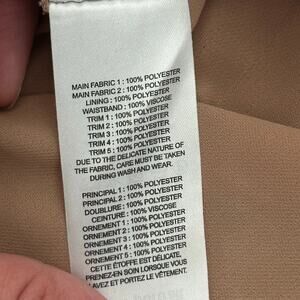 MAIN FABRIC 1 : 100% POLYESTER
MAIN FABRIC 2 : 100% POLYESTER
LINING : 100% POLYESTER
WAISTBAND : 100% VISCOSE
TRIM 1 : 100% POLYESTER
TRIM 2 : 100% POLYESTER
TRIM 3 : 100% POLYESTER
TRIM 4 : 100% POLYESTER
TRIM 5 : 100% POLYESTER
DUE TO THE DELICATE NATURE OF
THE FABRIC, CARE MUST BE TAKEN
DURING WASH AND WEAR.
PRINCIPAL 1 : 100% POLYESTER
PRINCIPAL 2 : 100% POLYESTER
DOUBLURE : 100% POLYESTER
CEINTURE : 100% VISCOSE
ORNEMENT 1 : 100% POLYESTER
ORNEMENT 2 : 100% POLYESTER
ORNEMENT 3 : 100% POLYESTER
ORNEMENT 4 : 100% POLYESTER
ORNEMENT 5 : 100% POLYESTER
CETTE ÉTOFFE EST DÉLICATE.
PRENEZ-EN SOIN LORSQUE VOUS
LAVEZ ET PORTEZ LE VÊTEMENT.